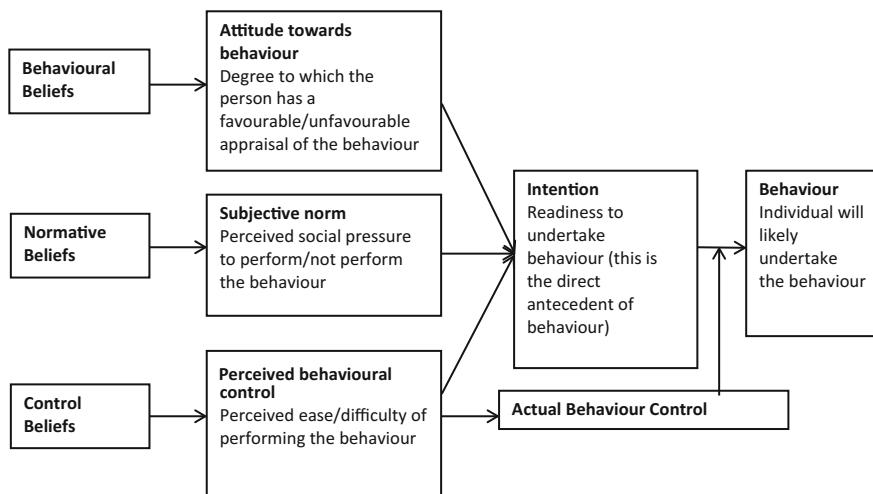 Behavioural
Beliefs
Attitude towards
behaviour
Degree to which the
person has a
favourable/unfavourable
appraisal of the behaviour
Normative
Beliefs
Subjective norm
Perceived social pressure
to perform/not perform
the behaviour
Control
Beliefs
Perceived behavioural
control
Perceived ease/difficulty of
performing the behaviour
Intention
Readiness to
undertake
behaviour (this is
the direct
antecedent of
behaviour)
Actual Behaviour Control
Behaviour
Individual will
likely
undertake
the behaviour